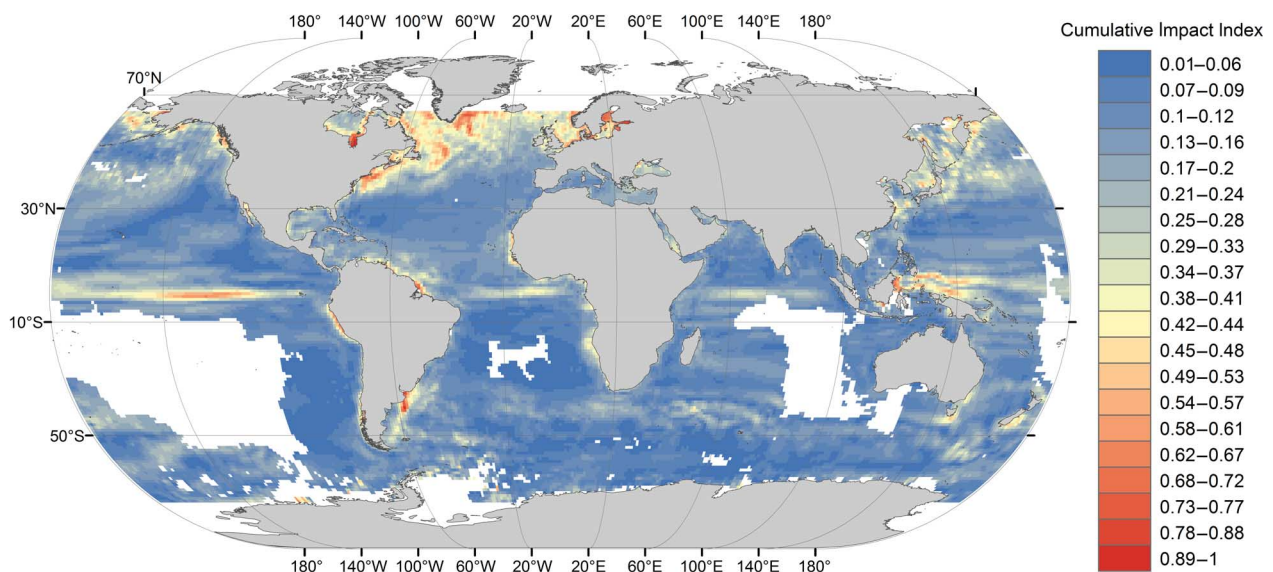 180° 140°W 100°W 60°W 20°W 20°E 60°E 100°E 180°
Cumulative Impact Index
70°N
30°N
10°S
50°S
0.01–0.06
0.07–0.09
0.1–0.12
0.13–0.16
0.17–0.2
0.21–0.24
0.25–0.28
0.29–0.33
0.34–0.37
0.38–0.41
0.42–0.44
0.45–0.48
0.49–0.53
0.54–0.57
0.58–0.61
0.62–0.67
0.68–0.72
0.73–0.77
0.78–0.88
0.89–1
180° 140°W 100°W 60°W 20°W 20°E 60°E 100°E 180°